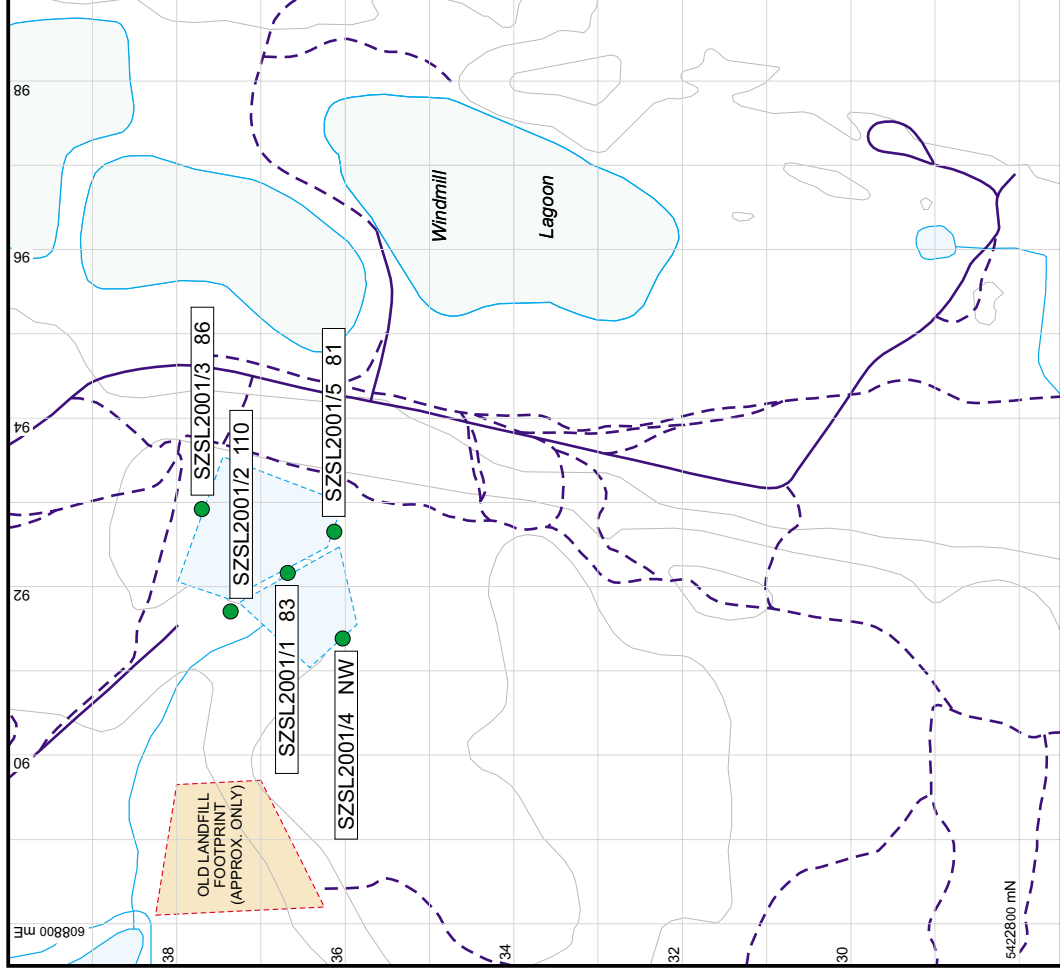 98
96
94
92
90
608800 mE
Windmill
Lagoon
SZSL2001/3 86
SZSL2001/2 110
SZSL2001/5 81
SZSL2001/1 83
SZSL2001/4 NW
OLD LANDFILL
FOOTPRINT
(APPROX. ONLY)
38
36
34
32
30
5422800 mN